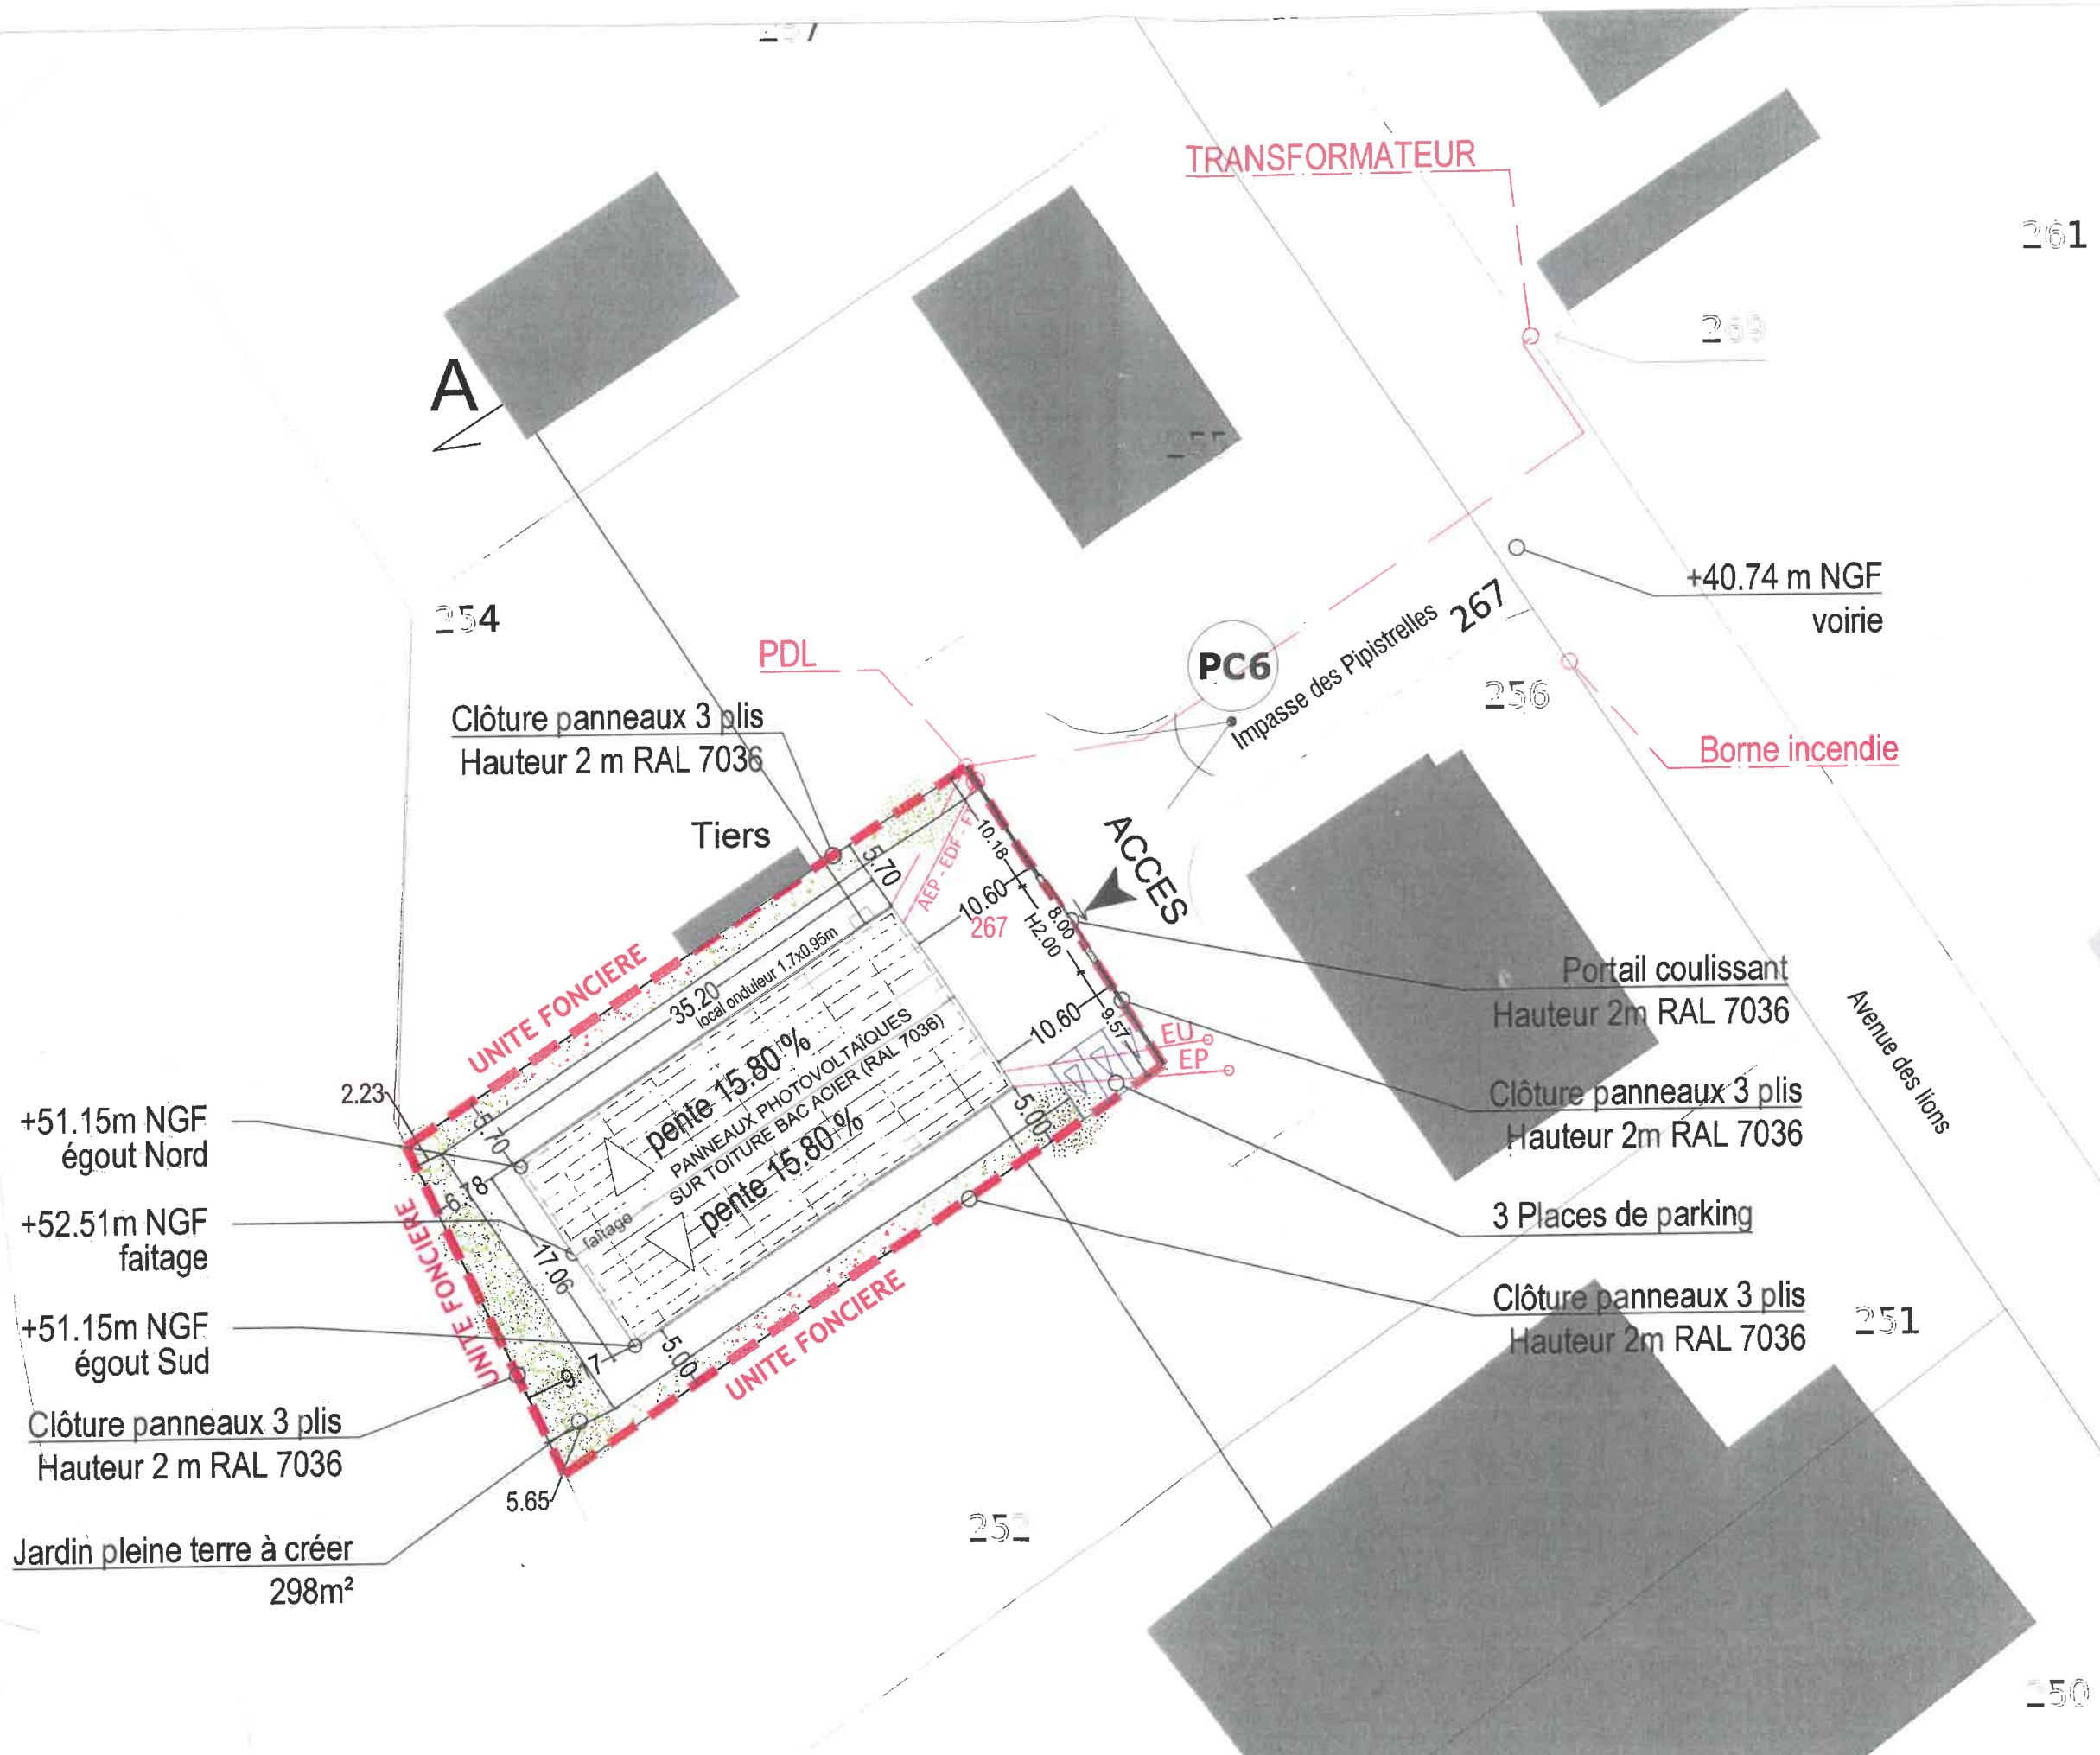 TRANSFORMATEUR
261
A
254
+40.74 m NGF
voirie
PDL
PC6
Impasse des Pipistrelles 267
256
Clôture panneaux 3 plis
Hauteur 2 m RAL 7036
Borne incendie
Tiers
ACCES
5.70
AEP - EDF -
10.18
10.60
267
8.00
H2.00
UNITE FONCIERE
35.20
local onduleur 1.7x0.95m
Portail coulissant
Hauteur 2m RAL 7036
Avenue des lions
10.60
9.57
EU
EP
pente 15.80 %
PANNEAUX PHOTOVOLTAÏQUES
SUR TOITURE BAC ACIER (RAL 7036)
pente 15.80 %
2.23
5.00
Clôture panneaux 3 plis
Hauteur 2m RAL 7036
+51.15m NGF
égout Nord
6.78
3 Places de parking
+52.51m NGF
faitage
faîtage
17.06
UNITE FONCIERE
UNITE FONCIERE
Clôture panneaux 3 plis
Hauteur 2m RAL 7036
251
+51.15m NGF
égout Sud
9.17
5.00
Clôture panneaux 3 plis
Hauteur 2 m RAL 7036
5.65
Jardin pleine terre à créer
298m²